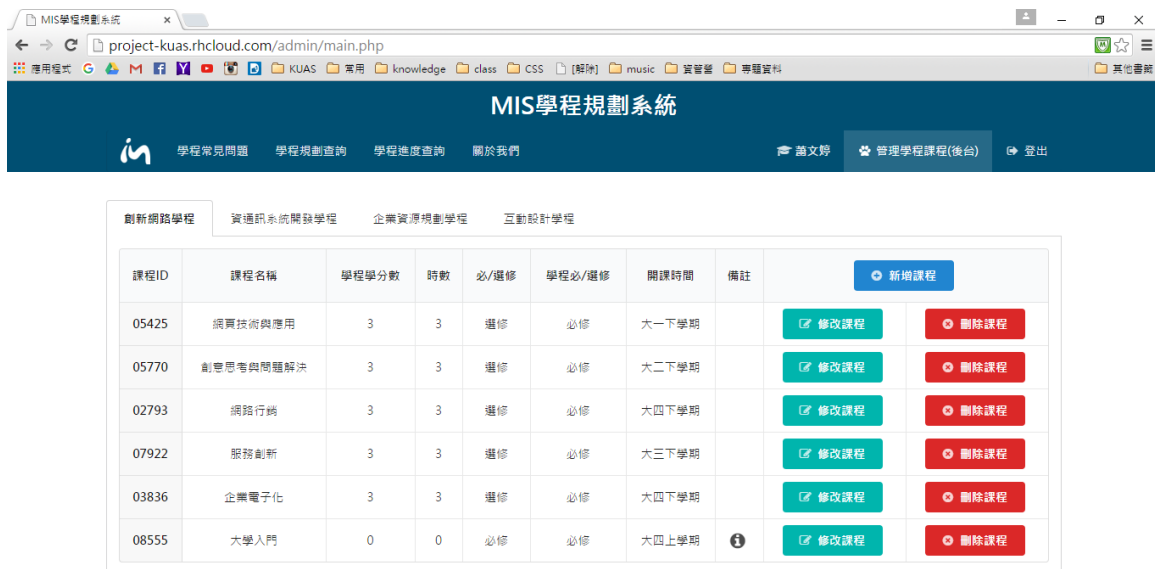 MIS學程規劃系統
project-kuas.rhcloud.com/admin/main.php
應用程式 KUAS 常用 knowledge class CSS [解除] music 資管營 專題資料 其他書籤
MIS學程規劃系統
學程常見問題 學程規劃查詢 學程進度查詢 關於我們 苗文婷 管理學程課程(後台) 登出
創新網路學程 資通訊系統開發學程 企業資源規劃學程 互動設計學程
課程ID 課程名稱 學程學分數 時數 必/選修 學程必/選修 開課時間 備註 新增課程
05425 網頁技術與應用 3 3 選修 必修 大一下學期 修改課程 刪除課程
05770 創意思考與問題解決 3 3 選修 必修 大二下學期 修改課程 刪除課程
02793 網路行銷 3 3 選修 必修 大四下學期 修改課程 刪除課程
07922 服務創新 3 3 選修 必修 大三下學期 修改課程 刪除課程
03836 企業電子化 3 3 選修 必修 大四下學期 修改課程 刪除課程
08555 大學入門 0 0 必修 必修 大四上學期 修改課程 刪除課程